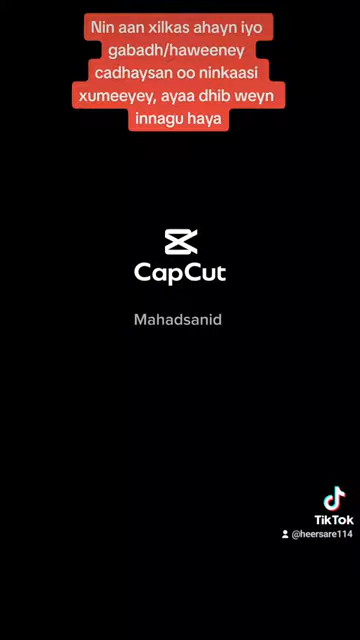 Nin aan xilkas ahayn iyo
gabadh/haweeney
cadhaysan oo ninkaasi
xumeeyey, ayaa dhib weyn
innagu haya
CapCut
Mahadsanid
TikTok
@heersare114